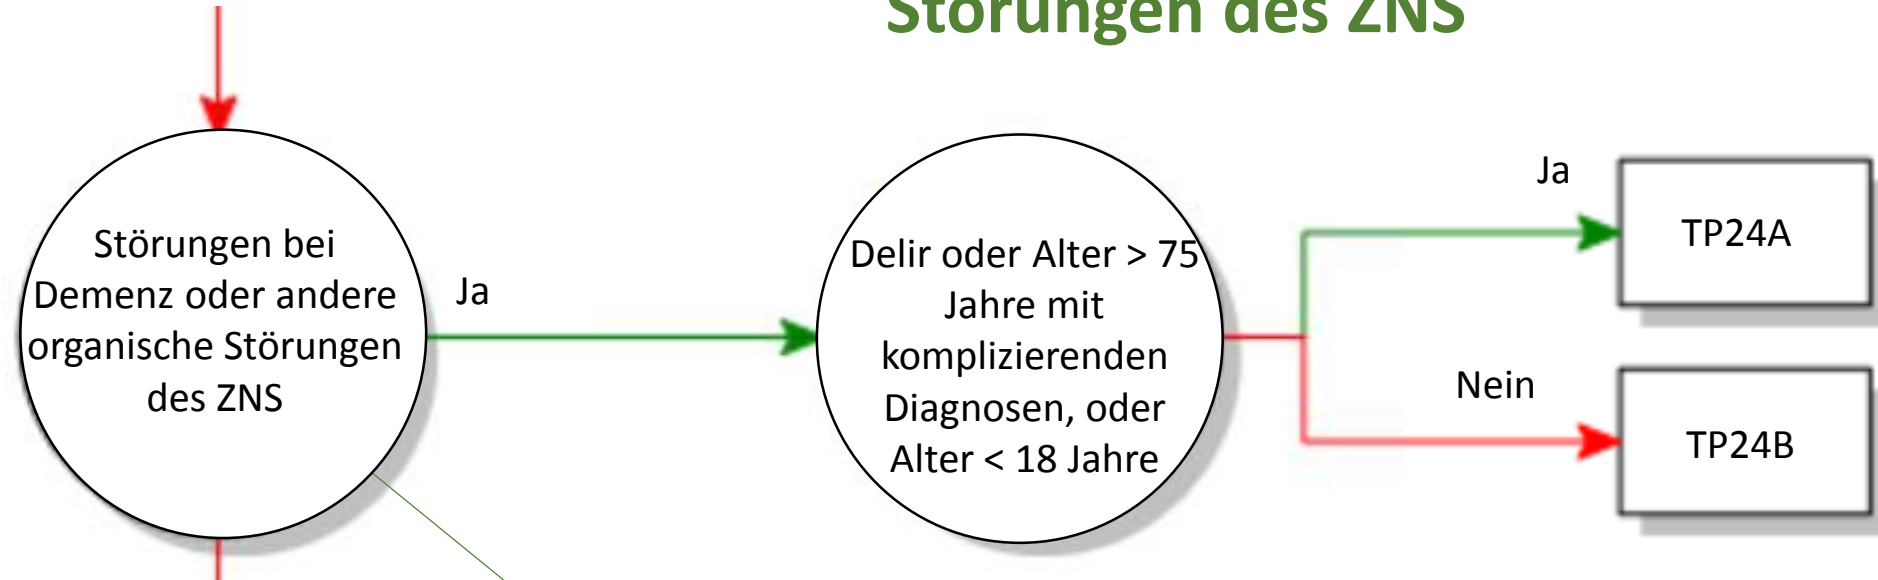 Störungen des ZNS
Störungen bei
Demenz oder andere
organische Störungen
des ZNS
Ja
Delir oder Alter > 75
Jahre mit
komplizierenden
Diagnosen, oder
Alter < 18 Jahre
Ja
TP24A
Nein
TP24B